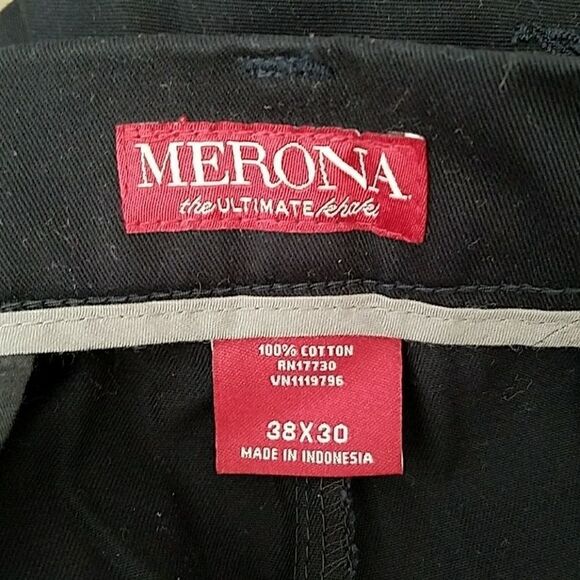 MERONA
the ULTIMATE khaki
100% COTTON
RN17730
VN1119796
38X30
MADE IN INDONESIA